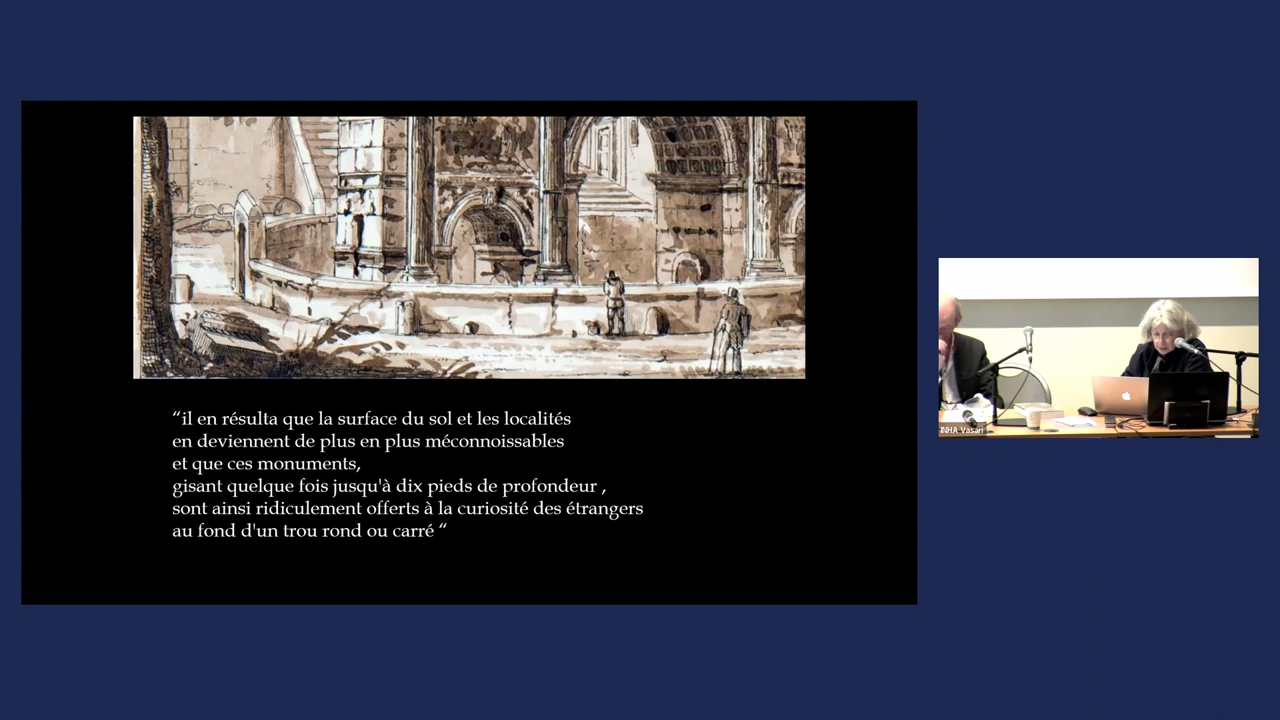 “il en résulta que la surface du sol et les localités
en deviennent de plus en plus méconnoissables
et que ces monuments,
gisant quelque fois jusqu'à dix pieds de profondeur ,
sont ainsi ridiculement offerts à la curiosité des étrangers
au fond d'un trou rond ou carré “
INHA Vasari